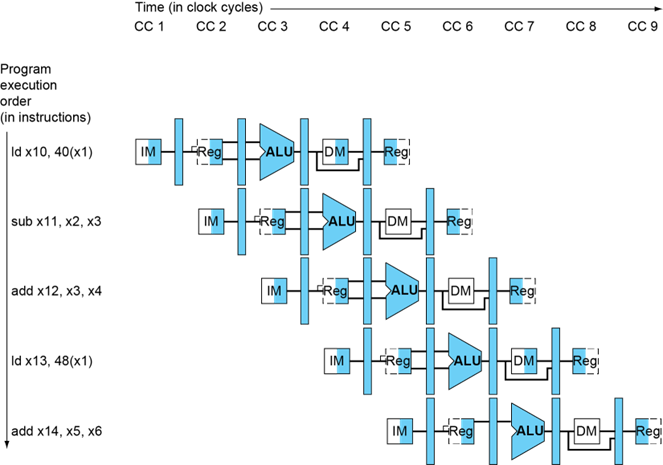 Time (in clock cycles)
CC 1 CC 2 CC 3 CC 4 CC 5 CC 6 CC 7 CC 8 CC 9
Program
execution
order
(in instructions)
ld x10, 40(x1) IM Reg ALU DM Reg
sub x11, x2, x3 IM Reg ALU DM Reg
add x12, x3, x4 IM Reg ALU DM Reg
ld x13, 48(x1) IM Reg ALU DM Reg
add x14, x5, x6 IM Reg ALU DM Reg